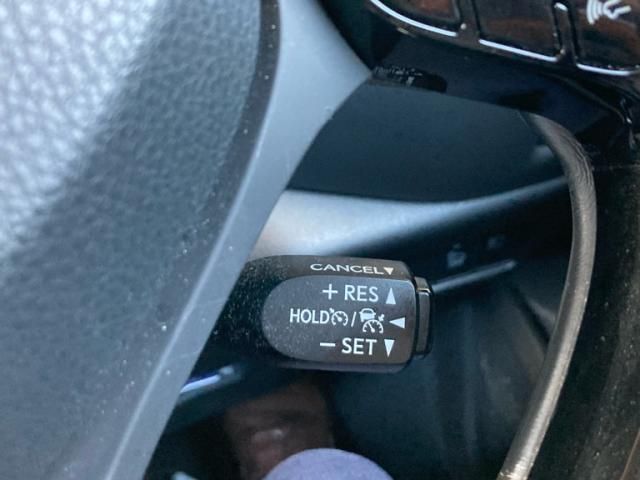 CANCEL▼
+ RES ▲
HOLD / ◀
− SET ▼